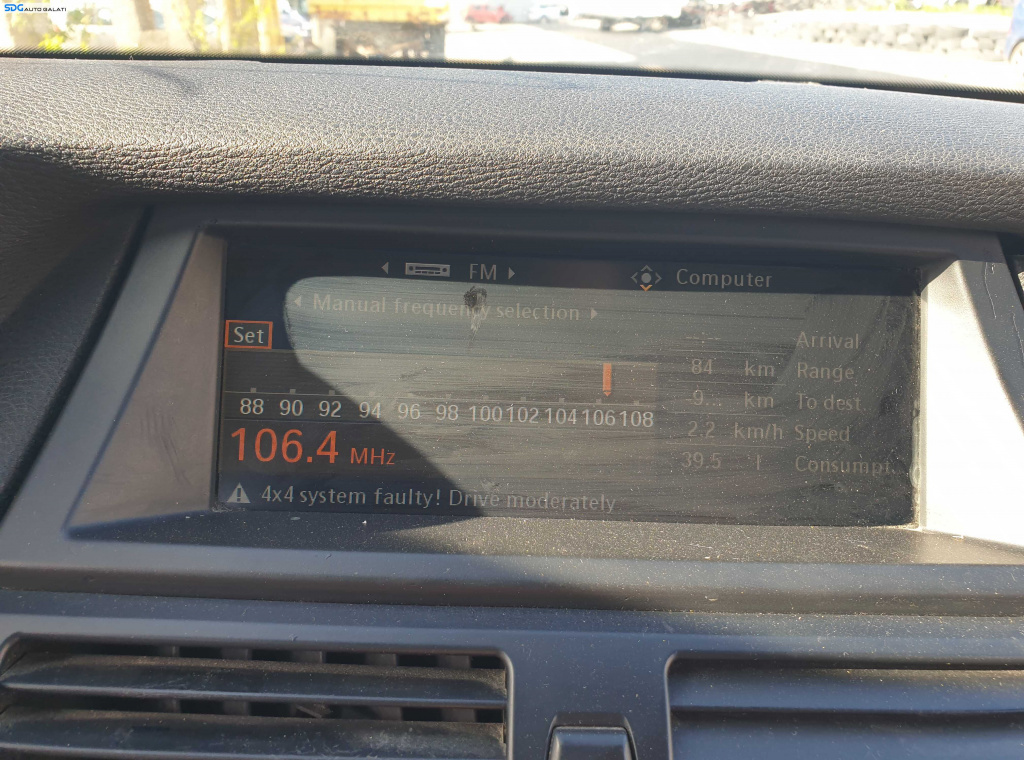 SDG AUTO GALATI
FM
Computer
Manual frequency selection
Set
Arrival
84 km Range
9... km To dest.
2.2 km/h Speed
39.5 l Consumpt.
88 90 92 94 96 98 100 102 104 106 108
106.4 MHz
4x4 system faulty! Drive moderately